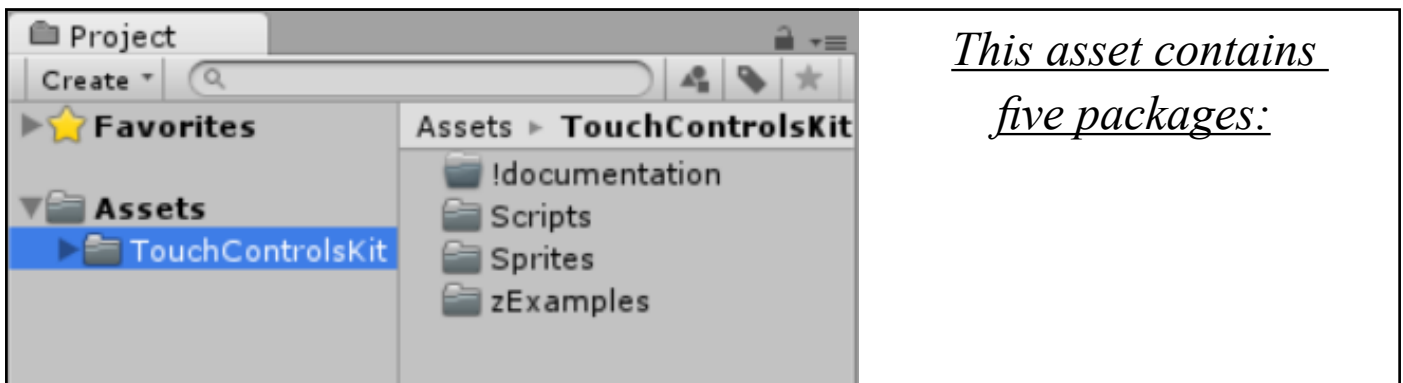 Project
Create
Favorites
Assets
TouchControlsKit
Assets ▸ TouchControlsKit
!documentation
Scripts
Sprites
zExamples
This asset contains
five packages: